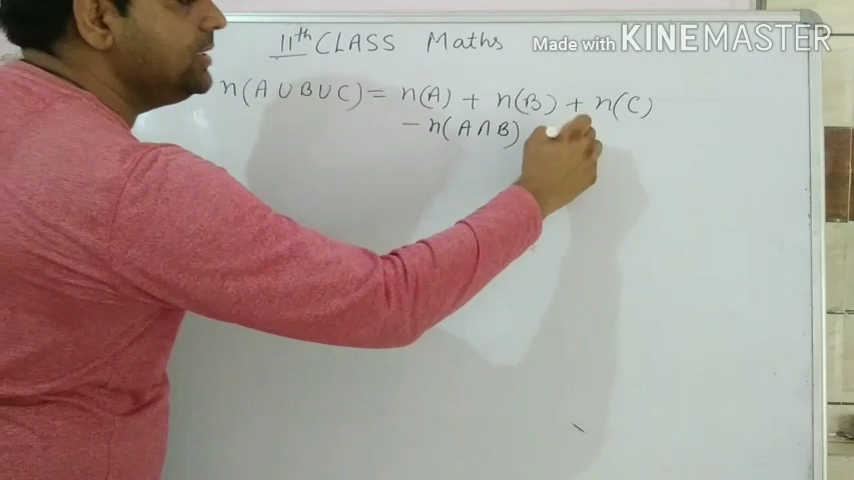 11th CLASS Maths
Made with KINEMASTER
n(A∪B∪C) = n(A) + n(B) + n(C)
- n(A∩B)